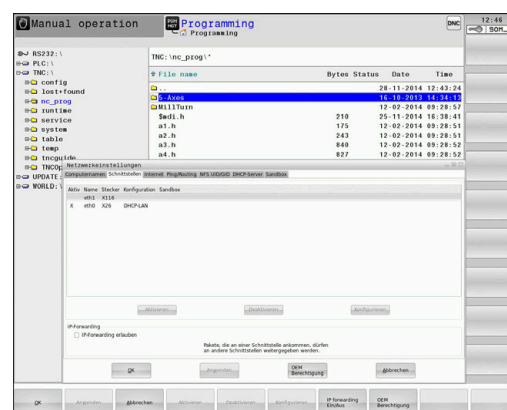 Manual operation
PGM NOT
Programming
Programming
DNC
12:46
RS232:\
PLC:\
TNC:\
config
lost+found
nc_prog
runtime
service
system
table
temp
tncguide
UPDATE:
WORLD:\
TNC:\nc_prog\*
File name Bytes Status Date Time
.. 28-11-2014 12:43:24
5-Axes 16-10-2013 14:34:13
MillTurn 12-02-2014 09:28:57
$mdi.h 210 25-11-2014 16:38:41
a1.h 175 12-02-2014 09:28:51
a2.h 243 12-02-2014 09:28:51
a3.h 840 12-02-2014 09:28:52
a4.h 827 12-02-2014 09:28:52
Netzwerkeinstellungen
Computernamen Schnittstellen Internet Ping/Routing NFS UID/GID DHCP-Server Sandbox
Aktiv Name Stecker Konfiguration Sandbox
eth1 X116
X eth0 X26 DHCP-LAN
Aktivieren Deaktivieren Konfigurieren
IP-Forwarding
IP-Forwarding erlauben
Pakete, die an einer Schnittstelle ankommen, dürfen
an andere Schnittstellen weitergegeben werden.
OK Anwenden OEM Berechtigung Abbrechen
OK Anwenden Abbrechen Aktivieren Deaktivieren Konfigurieren IP forwarding Ein/Aus OEM Berechtigung